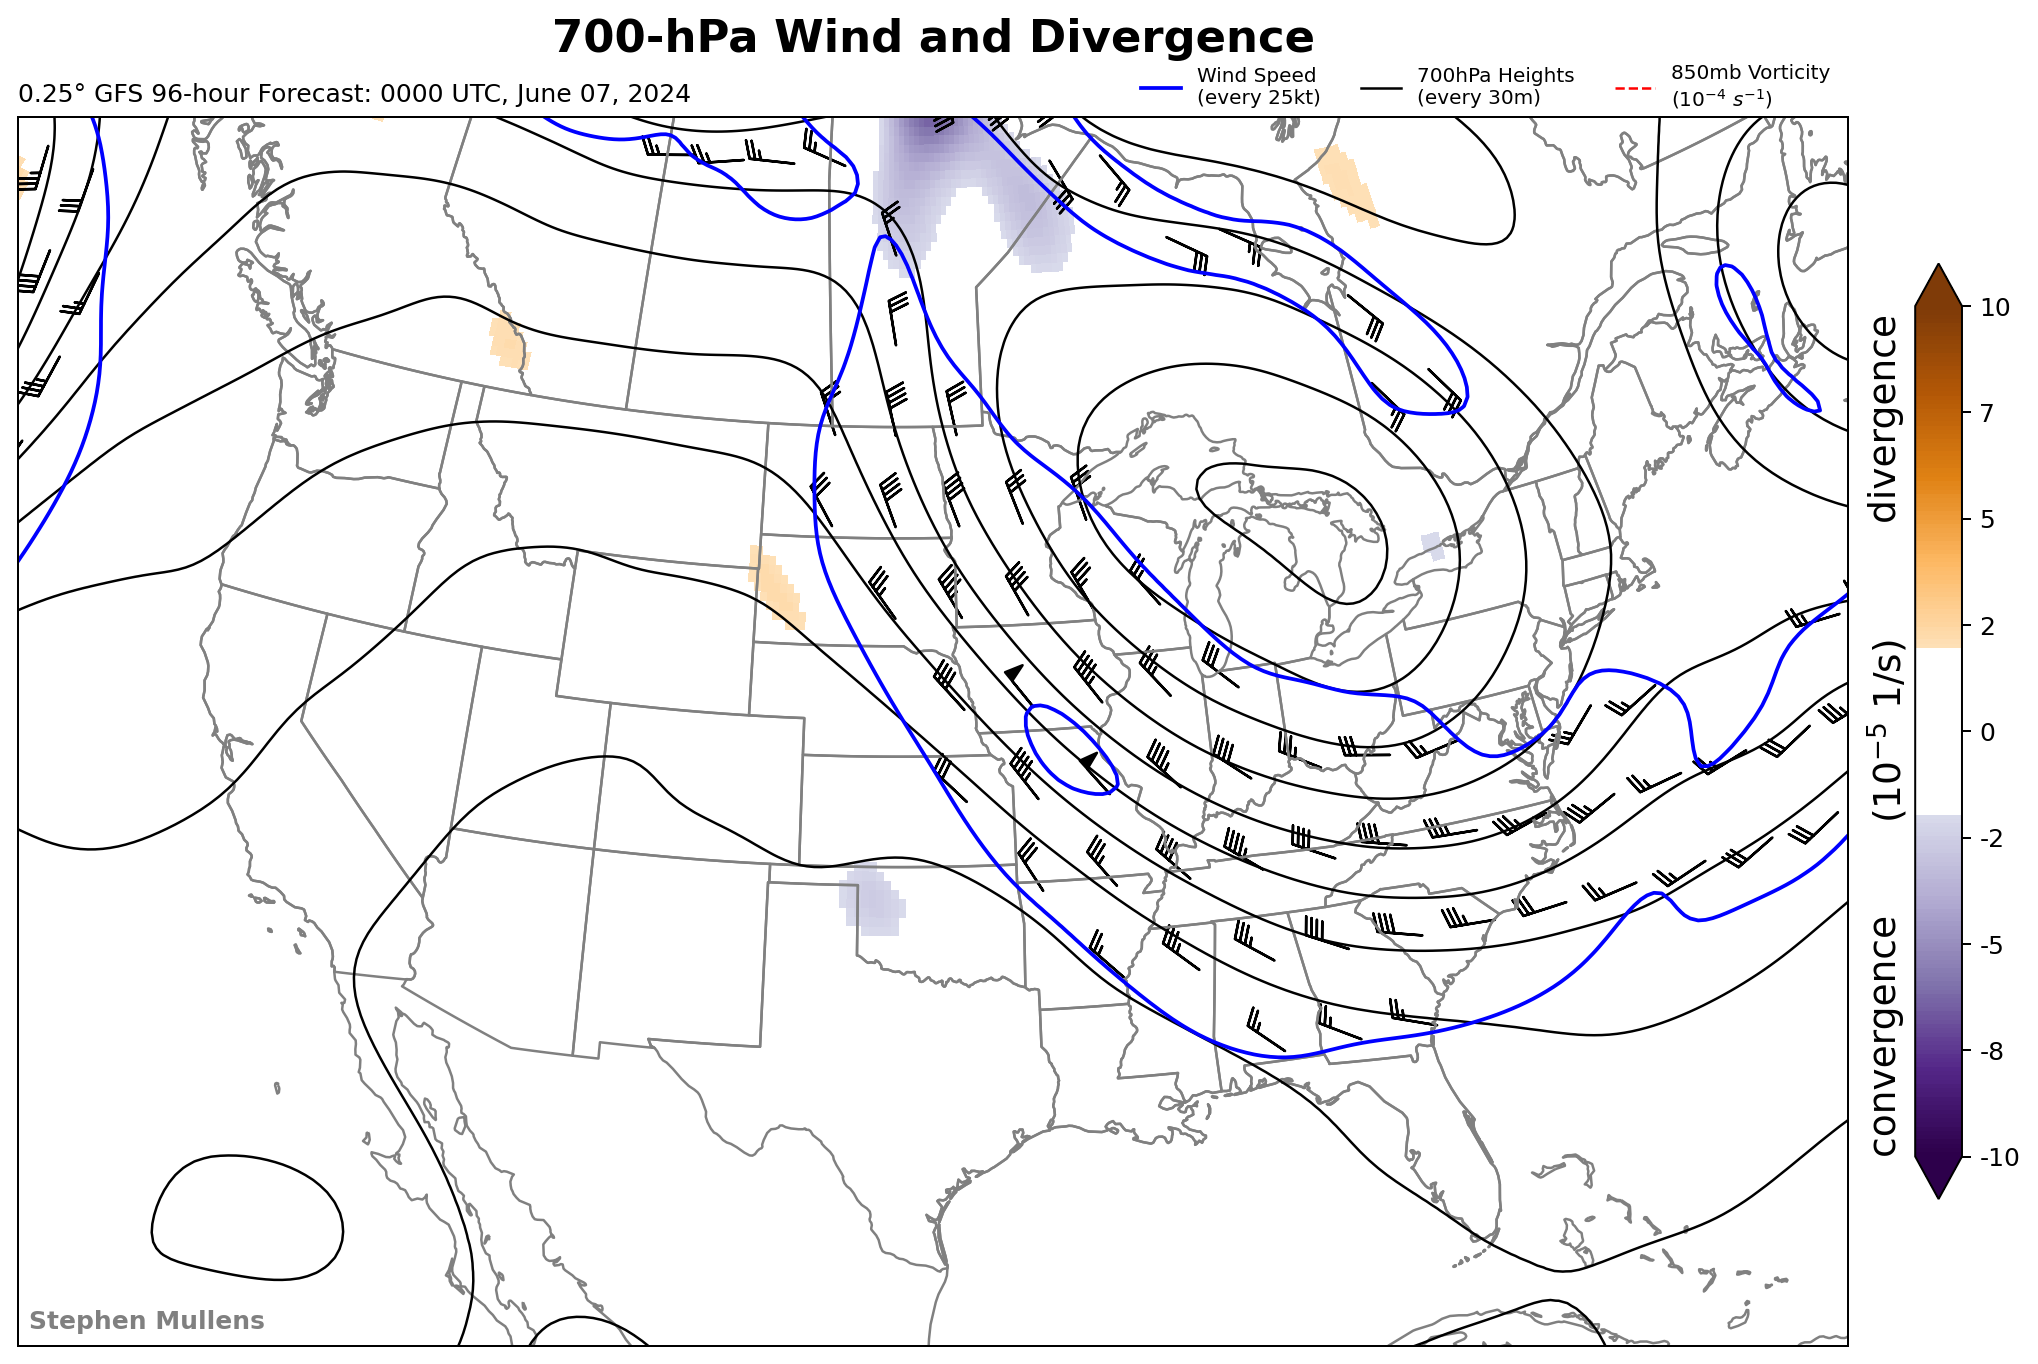 700-hPa Wind and Divergence
0.25° GFS 96-hour Forecast: 0000 UTC, June 07, 2024
Wind Speed
(every 25kt)
700hPa Heights
(every 30m)
850mb Vorticity
(10⁻⁴ s⁻¹)
10
7
5
2
0
-2
-5
-8
-10
convergence (10⁻⁵ 1/s) divergence
Stephen Mullens